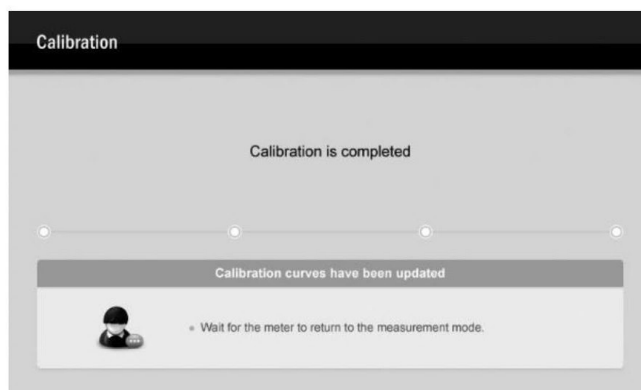 Calibration
Calibration is completed
Calibration curves have been updated
Wait for the meter to return to the measurement mode.